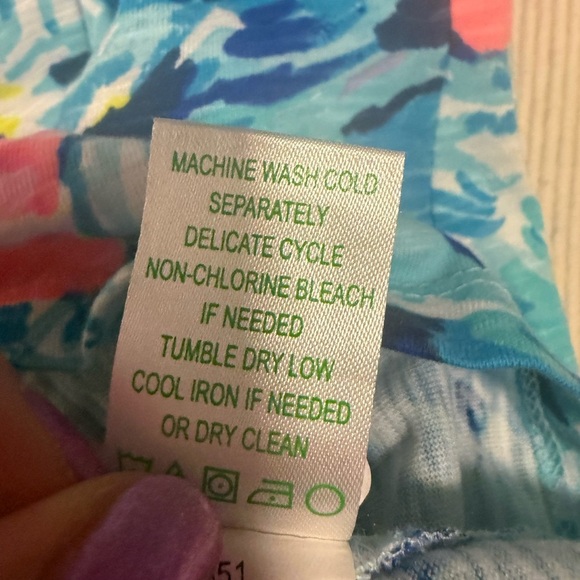 MACHINE WASH COLD
SEPARATELY
DELICATE CYCLE
NON-CHLORINE BLEACH
IF NEEDED
TUMBLE DRY LOW
COOL IRON IF NEEDED
OR DRY CLEAN
51